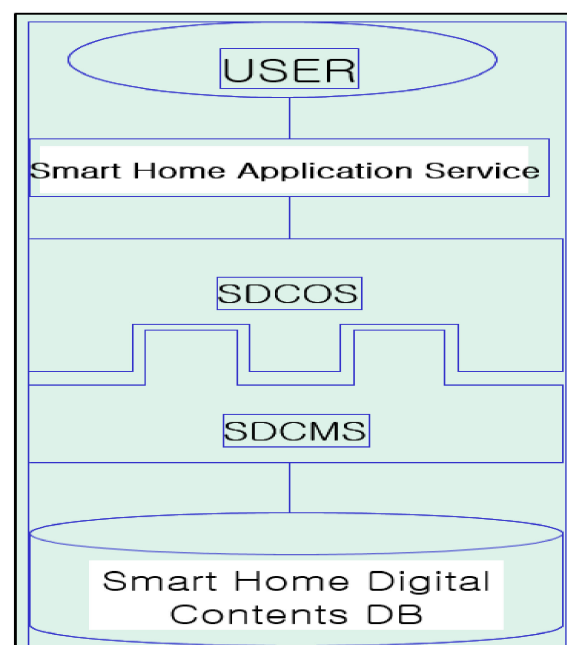 USER
Smart Home Application Service
SDCOS
SDCMS
Smart Home Digital
Contents DB